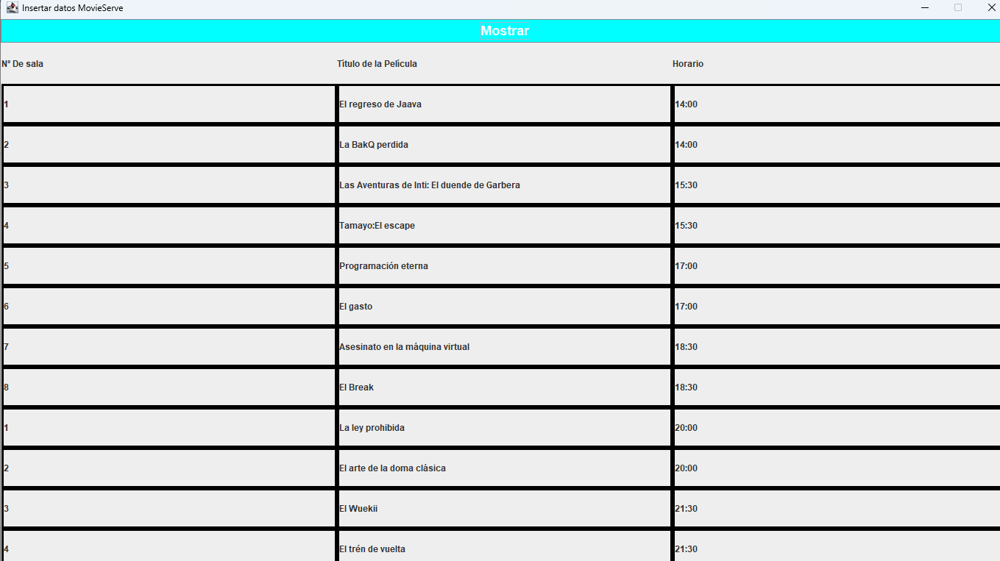 Insertar datos MovieServe
Mostrar
Nº De sala Título de la Película Horario
1 El regreso de Jaava 14:00
2 La BakQ perdida 14:00
3 Las Aventuras de Inti: El duende de Garbera 15:30
4 Tamayo:El escape 15:30
5 Programación eterna 17:00
6 El gasto 17:00
7 Asesinato en la máquina virtual 18:30
8 El Break 18:30
1 La ley prohibida 20:00
2 El arte de la doma clásica 20:00
3 El Wuekii 21:30
4 El trén de vuelta 21:30